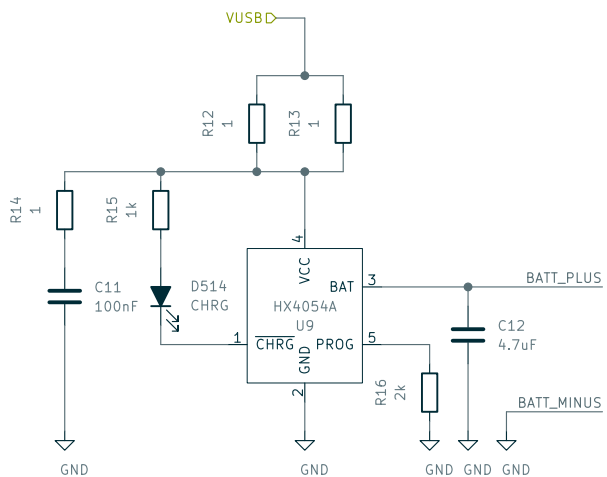 VUSB
R12
1
R13
1
R14
1
R15
1k
4
VCC
C11
100nF
D514
CHRG
HX4054A
U9
BAT
3
BATT_PLUS
1
CHRG
GND
PROG
5
C12
4.7uF
2
R16
2k
BATT_MINUS
GND
GND
GND
GND
GND